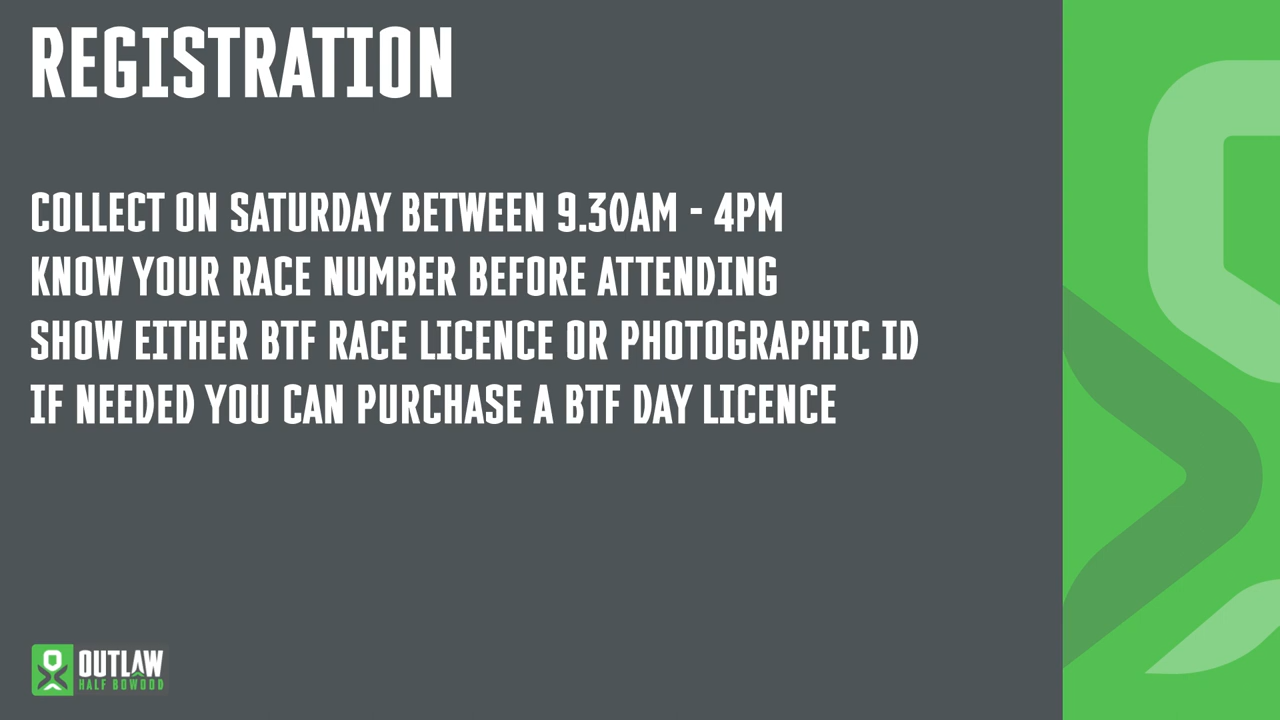 REGISTRATION
COLLECT ON SATURDAY BETWEEN 9.30AM - 4PM
KNOW YOUR RACE NUMBER BEFORE ATTENDING
SHOW EITHER BTF RACE LICENCE OR PHOTOGRAPHIC ID
IF NEEDED YOU CAN PURCHASE A BTF DAY LICENCE
OUTLAW
HALF BOWOOD